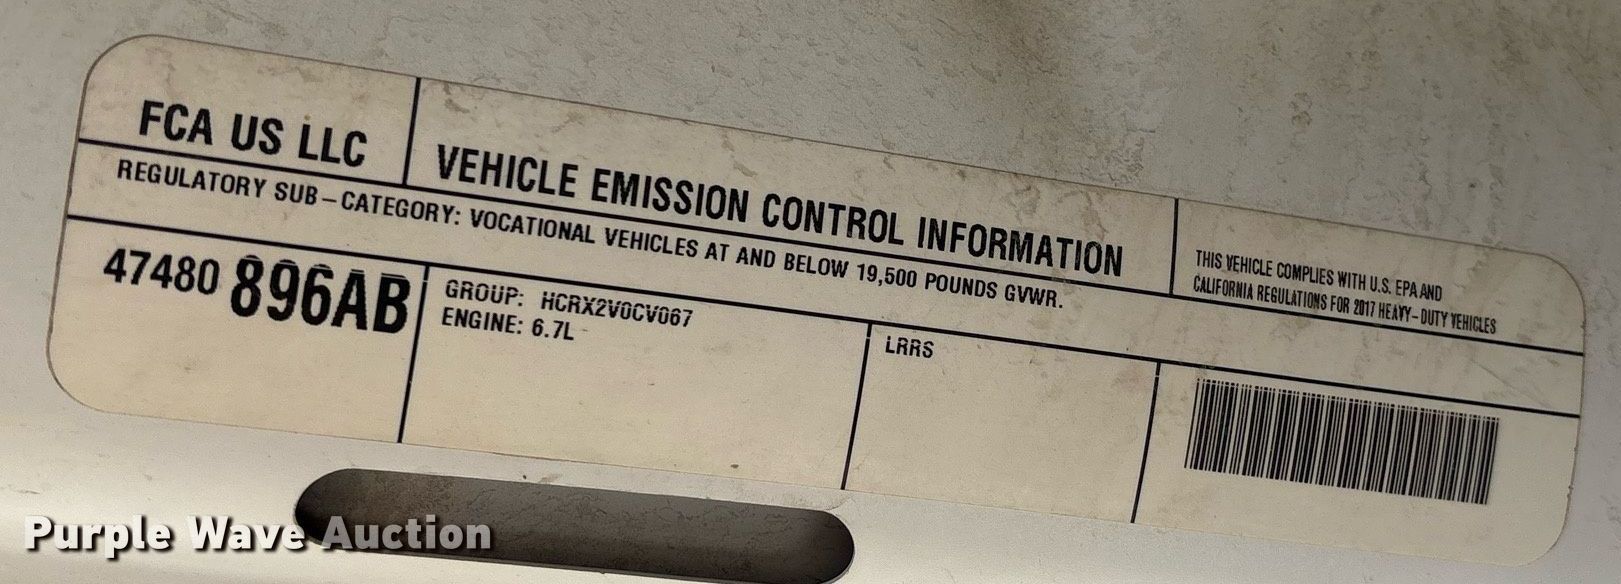 FCA US LLC
VEHICLE EMISSION CONTROL INFORMATION
THIS VEHICLE COMPLIES WITH U.S. EPA AND
CALIFORNIA REGULATIONS FOR 2017 HEAVY-DUTY VEHICLES
REGULATORY SUB-CATEGORY: VOCATIONAL VEHICLES AT AND BELOW 19,500 POUNDS GVWR.
47480 896AB
GROUP: HCRX2V0CV067
ENGINE: 6.7L
LRRS
Purple Wave Auction